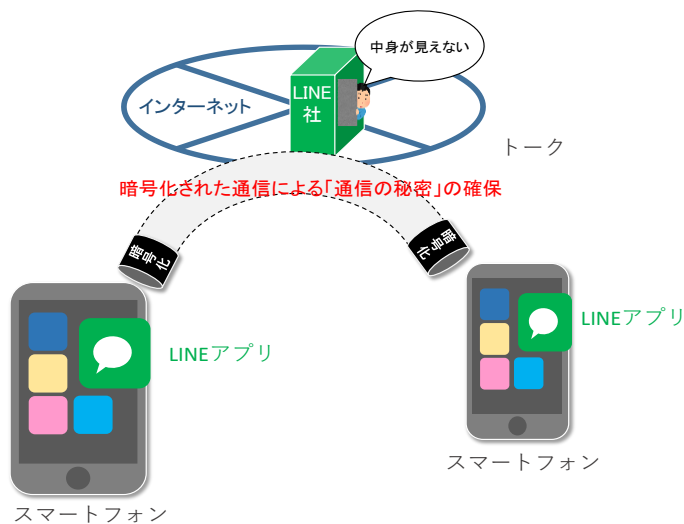 中身が見えない
LINE
社
インターネット
トーク
暗号化された通信による「通信の秘密」の確保
暗号化
暗号化
LINEアプリ
LINEアプリ
スマートフォン
スマートフォン